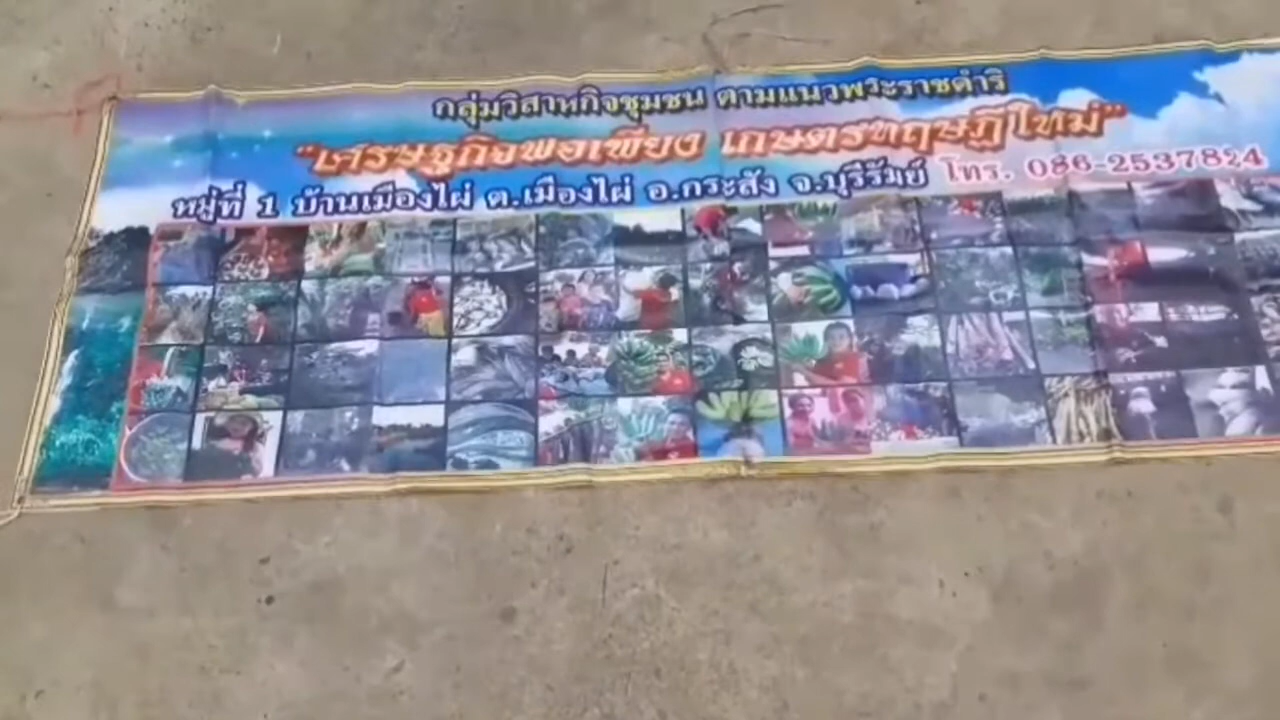 กลุ่มวิสาหกิจชุมชน ตามแนวพระราชดำริ
"เศรษฐกิจพอเพียง เกษตรทฤษฎีใหม่"
หมู่ที่ 1 บ้านเมืองไผ่ ต.เมืองไผ่ อ.กระสัง จ.บุรีรัมย์ โทร. 086-2537824